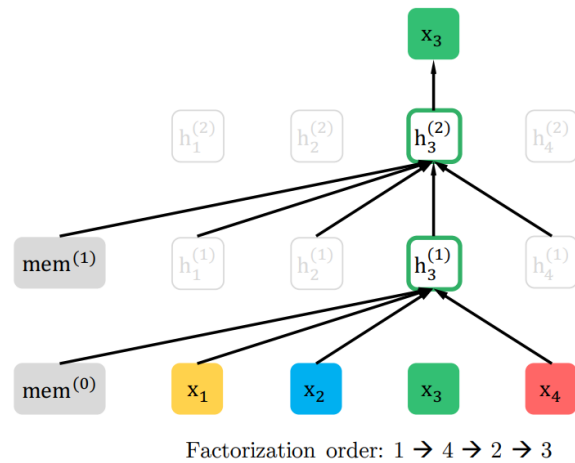 x₃
h₁⁽²⁾ h₂⁽²⁾ h₃⁽²⁾ h₄⁽²⁾
mem⁽¹⁾ h₁⁽¹⁾ h₂⁽¹⁾ h₃⁽¹⁾ h₄⁽¹⁾
mem⁽⁰⁾ x₁ x₂ x₃ x₄
Factorization order: 1 → 4 → 2 → 3